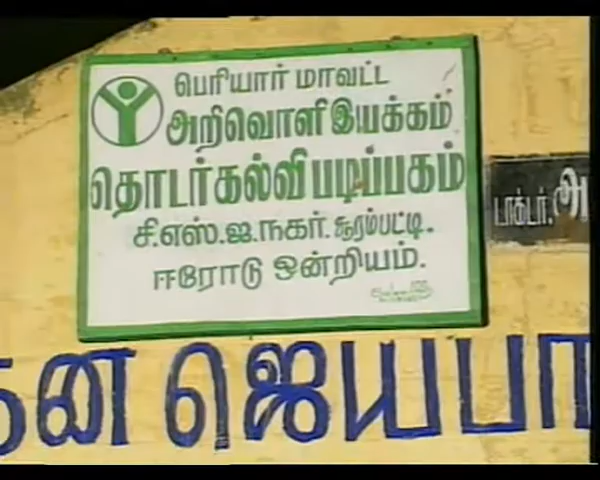 பெரியார் மாவட்ட
அறிவொளி இயக்கம்
தொடர்கல்வி படிப்பகம்
சி.எஸ்.ஐ.நகர். சூரம்பட்டி.
ஈரோடு ஒன்றியம்.
டாக்டர். அ
ன ஜெயபா